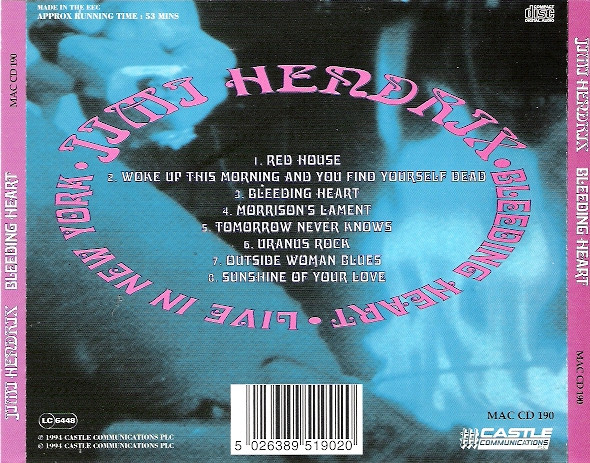 MADE IN THE EEC
APPROX RUNNING TIME : 53 MINS
COMPACT
disc
DIGITAL AUDIO
MAC CD 190
JIMI HENDRIX BLEEDING HEART
JIMI HENDRIX • BLEEDING HEART • LIVE IN NEW YORK •
1. RED HOUSE
2. WOKE UP THIS MORNING AND YOU FIND YOURSELF DEAD
3. BLEEDING HEART
4. MORRISON'S LAMENT
5. TOMORROW NEVER KNOWS
6. URANUS ROCK
7. OUTSIDE WOMAN BLUES
8. SUNSHINE OF YOUR LOVE
JIMI HENDRIX BLEEDING HEART
MAC CD 190
LC 6448
℗ 1994 CASTLE COMMUNICATIONS PLC
© 1994 CASTLE COMMUNICATIONS PLC
5 026389 519020
MAC CD 190
CASTLE
COMMUNICATIONS